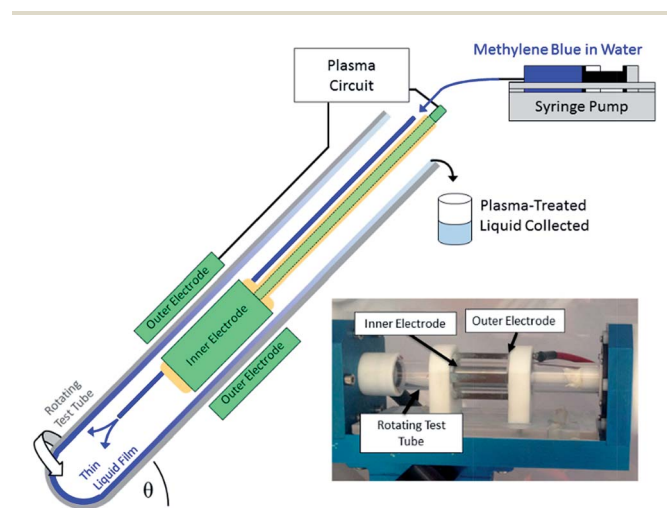 Methylene Blue in Water
Plasma
Circuit
Syringe Pump
Plasma-Treated
Liquid Collected
Outer Electrode
Inner Electrode
Outer Electrode
Rotating
Test Tube
Thin
Liquid Film
θ
Inner Electrode
Outer Electrode
Rotating Test
Tube